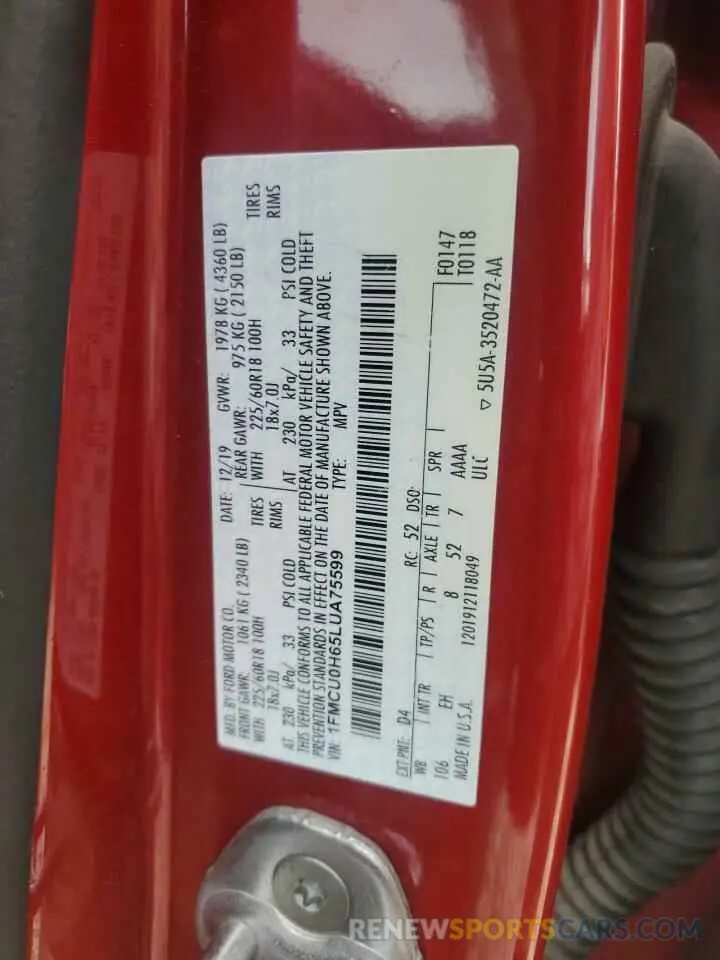 MFD. BY FORD MOTOR CO.
DATE: 12/19 GVWR: 1978 KG ( 4360 LB)
FRONT GAWR: 1061 KG ( 2340 LB) REAR GAWR: 975 KG ( 2150 LB)
WITH 225/60R18 100H TIRES WITH 225/60R18 100H TIRES
18x7.0J RIMS 18x7.0J RIMS
AT 230 kPa/ 33 PSI COLD AT 230 kPa/ 33 PSI COLD
THIS VEHICLE CONFORMS TO ALL APPLICABLE FEDERAL MOTOR VEHICLE SAFETY AND THEFT
PREVENTION STANDARDS IN EFFECT ON THE DATE OF MANUFACTURE SHOWN ABOVE.
VIN: 1FMCU0H65LUA75599 TYPE: MPV
EXT PNT: D4 RC: 52 DSO: F0147
WB INT TR TP/PS R AXLE TR SPR T0118
106 EH 8 52 7 AAAA
MADE IN U.S.A. 1201912118049 ULC ▽ 5U5A-3520472-AA
RENEWSPORTSCARS.COM